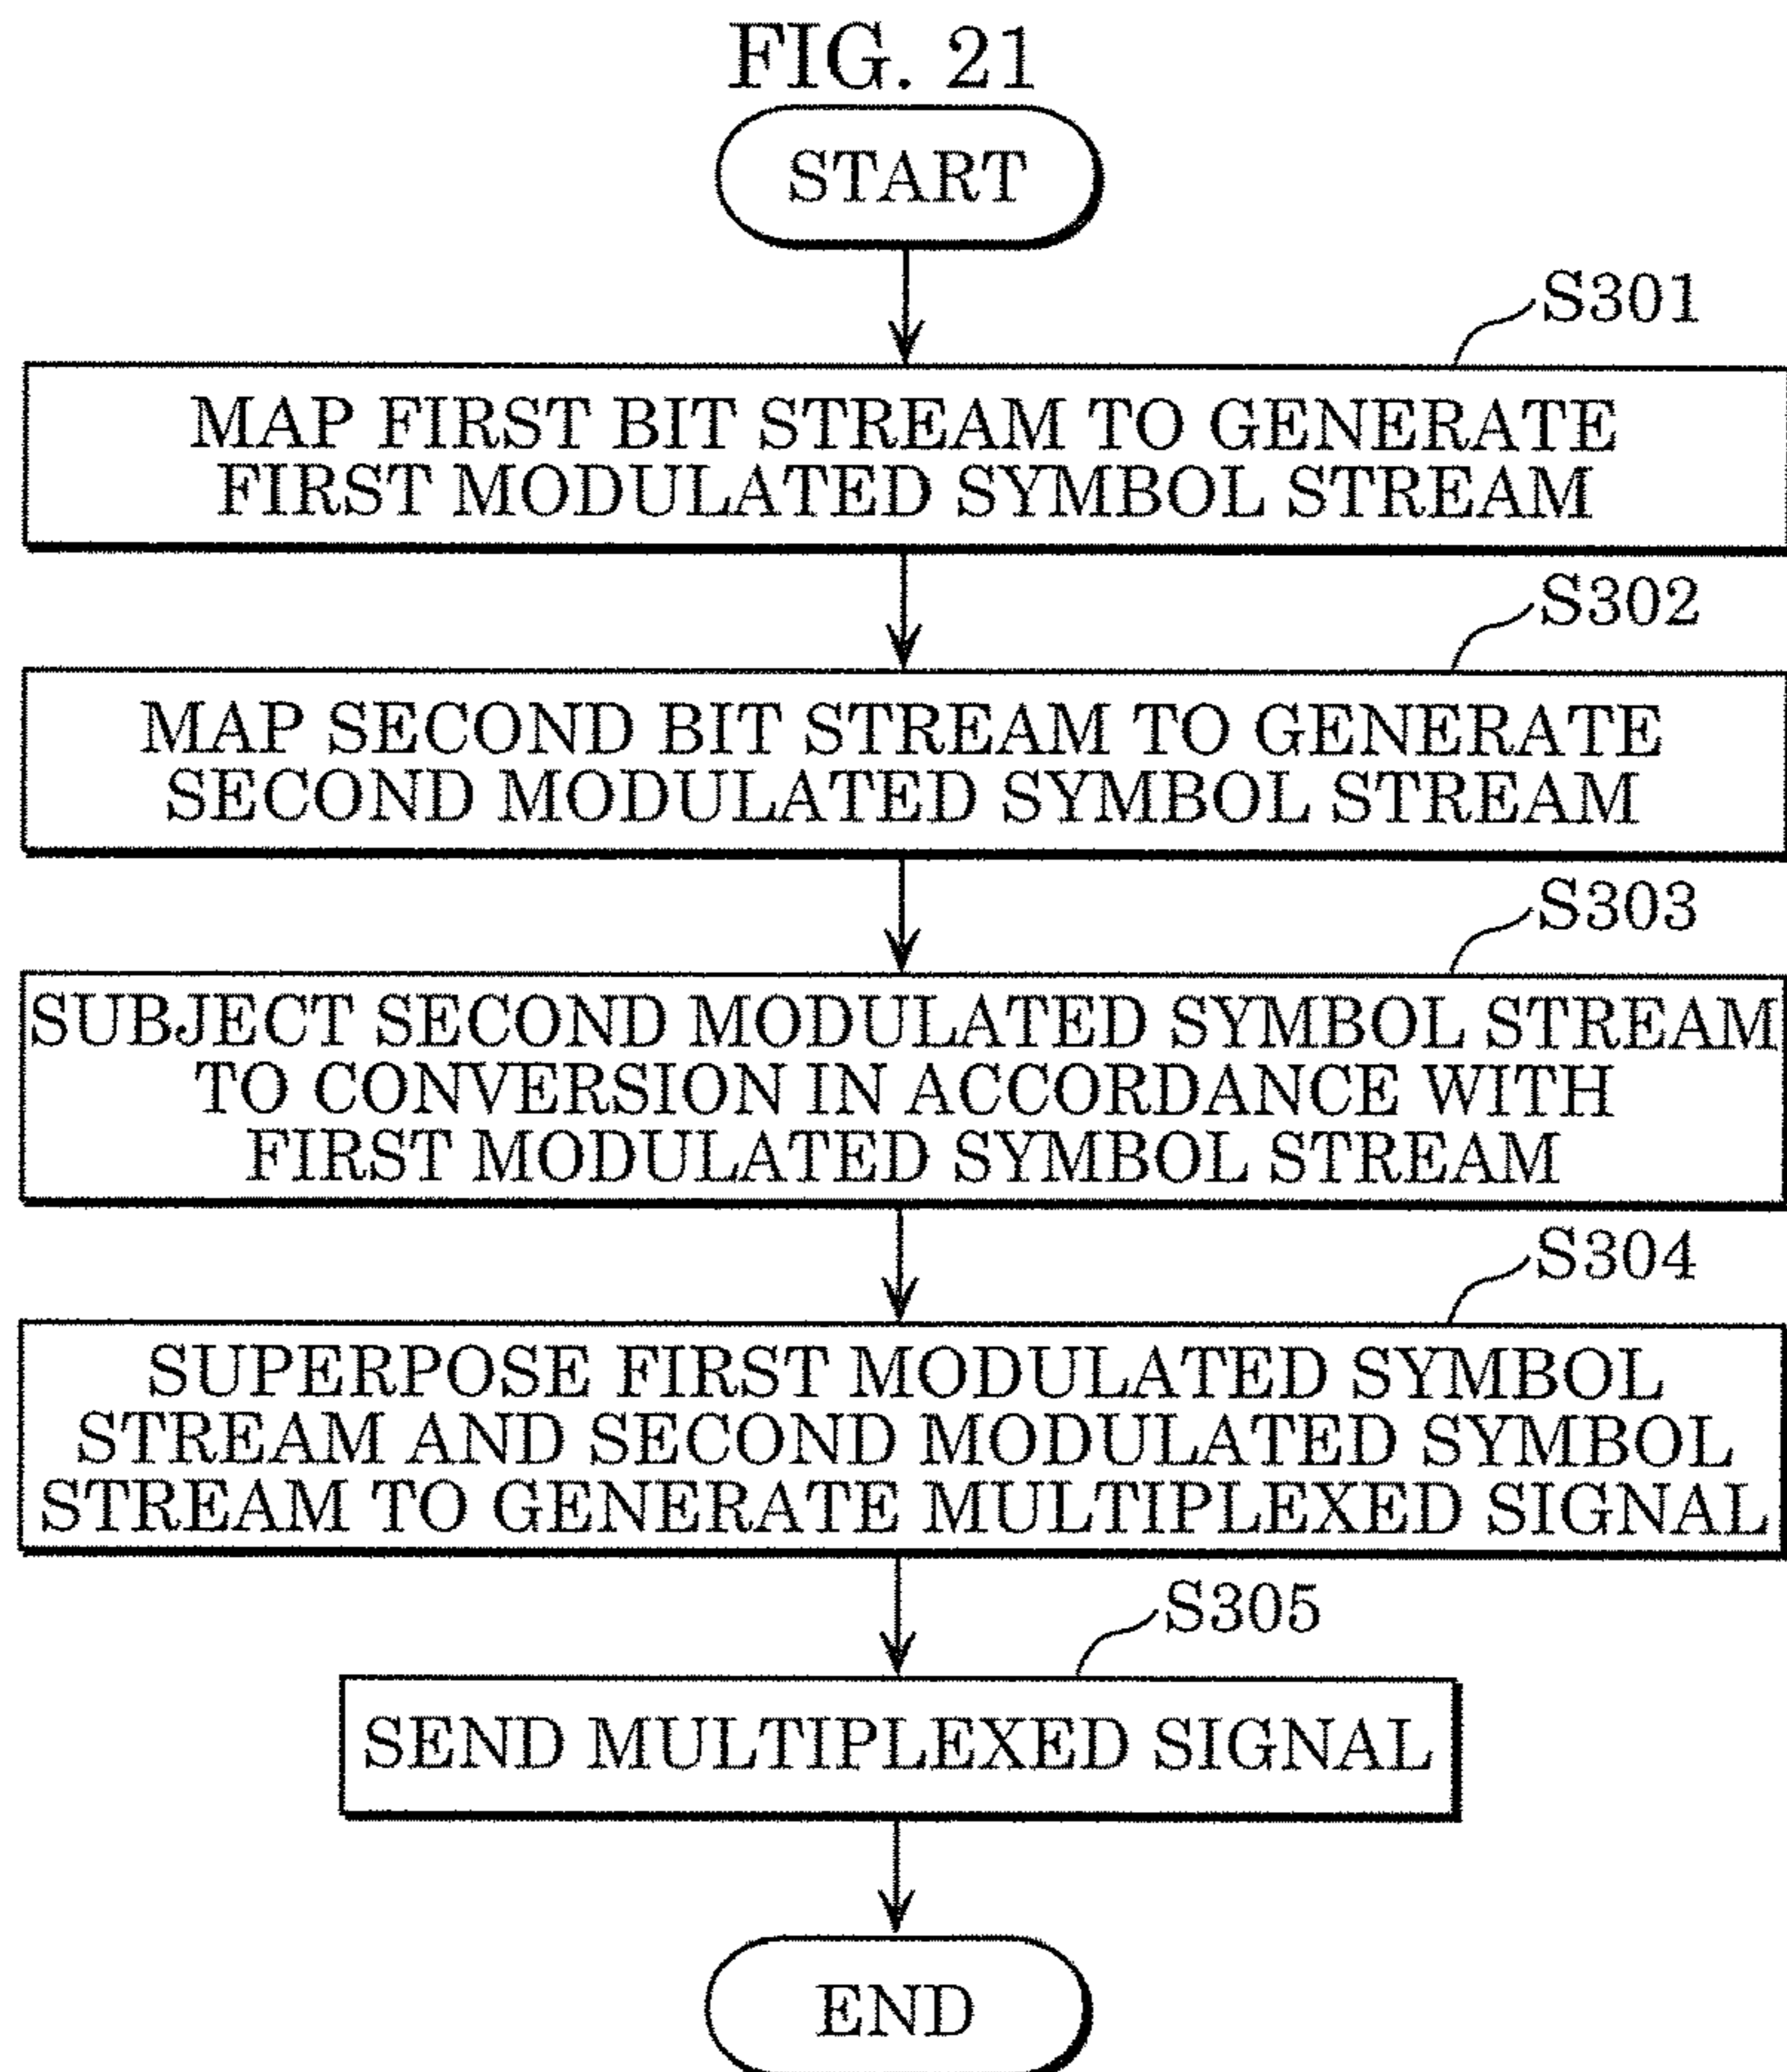 FIG. 21
START
S301
MAP FIRST BIT STREAM TO GENERATE
FIRST MODULATED SYMBOL STREAM
S302
MAP SECOND BIT STREAM TO GENERATE
SECOND MODULATED SYMBOL STREAM
S303
SUBJECT SECOND MODULATED SYMBOL STREAM
TO CONVERSION IN ACCORDANCE WITH
FIRST MODULATED SYMBOL STREAM
S304
SUPERPOSE FIRST MODULATED SYMBOL
STREAM AND SECOND MODULATED SYMBOL
STREAM TO GENERATE MULTIPLEXED SIGNAL
S305
SEND MULTIPLEXED SIGNAL
END